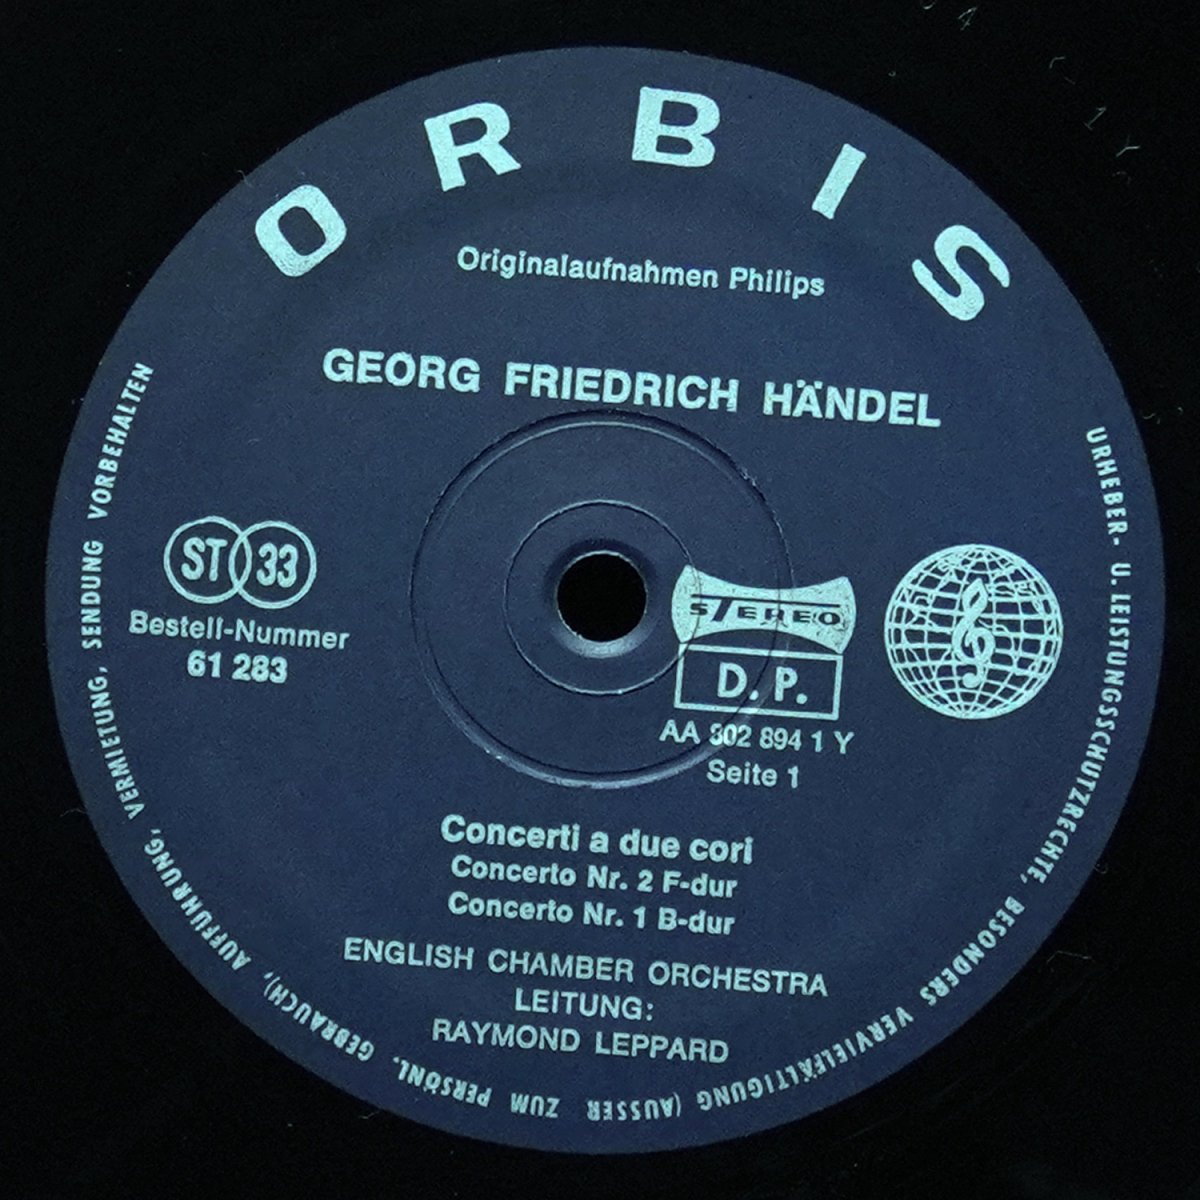 ORBIS
Originalaufnahmen Philips
GEORG FRIEDRICH HÄNDEL
ST 33
Bestell-Nummer
61 283
STEREO
D. P.
AA 802 894 1 Y
Seite 1
Concerti a due cori
Concerto Nr. 2 F-dur
Concerto Nr. 1 B-dur
ENGLISH CHAMBER ORCHESTRA
LEITUNG:
RAYMOND LEPPARD
URHEBER- U. LEISTUNGSSCHUTZRECHTE, BESONDERS VERVIELFÄLTIGUNG (AUSSER ZUM PERSÖNL. GEBRAUCH), AUFFÜHRUNG, VERMIETUNG, SENDUNG VORBEHALTEN